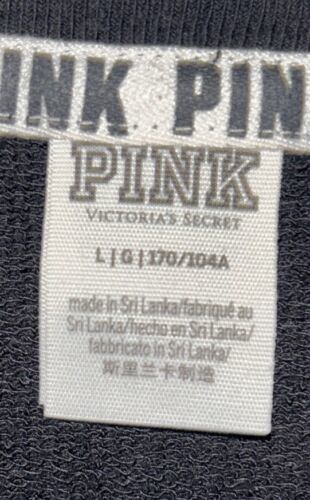 INK PIN
PINK
VICTORIA'S SECRET
L | G | 170/104A
made in Sri Lanka/fabriqué au
Sri Lanka/hecho en Sri Lanka/
fabbricato in Sri Lanka/
斯里兰卡制造